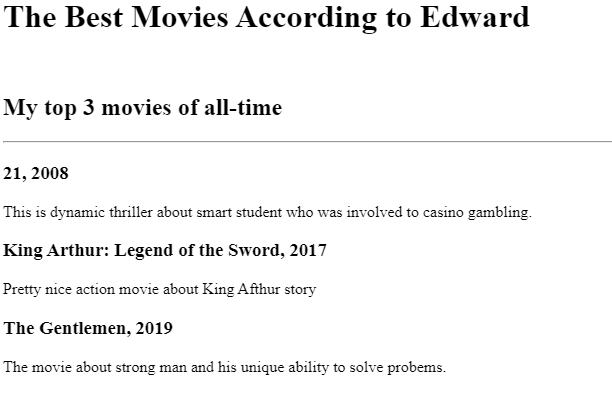 The Best Movies According to Edward
My top 3 movies of all-time
21, 2008
This is dynamic thriller about smart student who was involved to casino gambling.
King Arthur: Legend of the Sword, 2017
Pretty nice action movie about King Afthur story
The Gentlemen, 2019
The movie about strong man and his unique ability to solve probems.